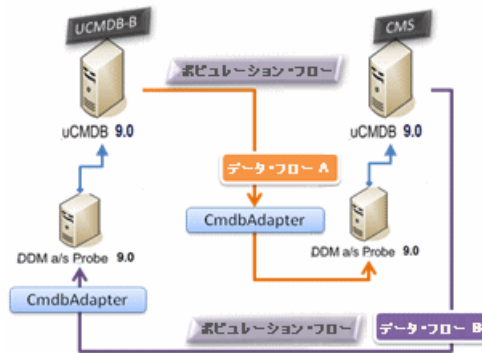 UCMDB-B
CMS
ポピュレーション・フロー
uCMDB 9.0
uCMDB 9.0
データ・フロー A
CmdbAdapter
DDM a/s Probe 9.0
DDM a/s Probe 9.0
CmdbAdapter
ポピュレーション・フロー
データ・フロー B